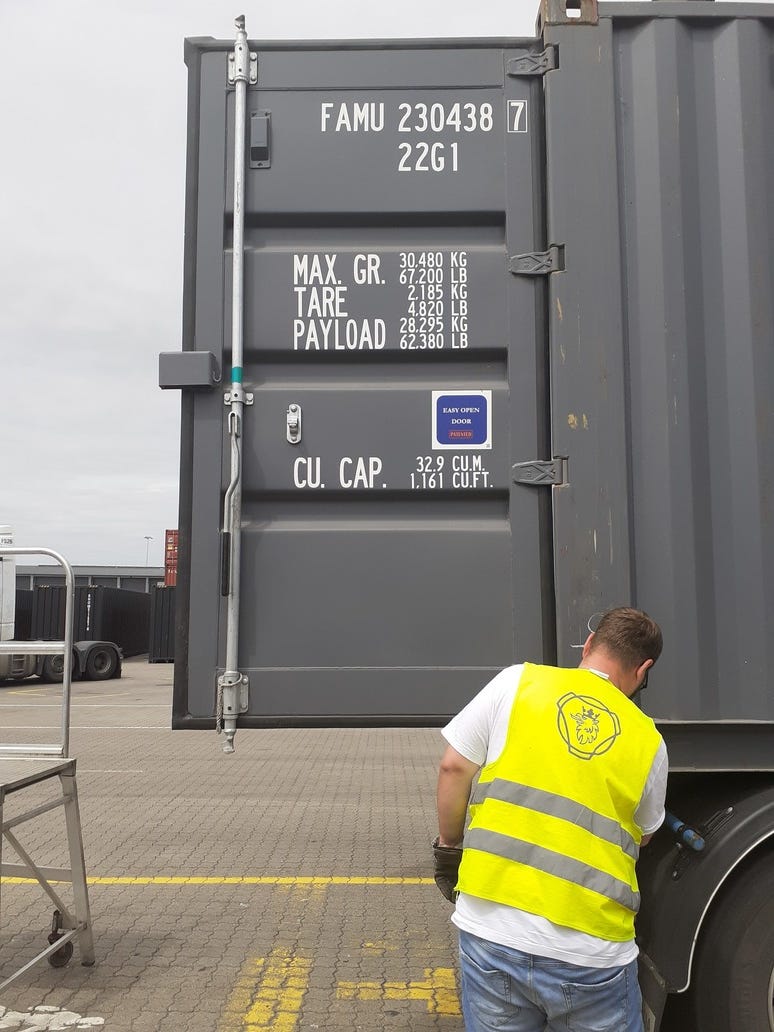 FAMU 230438 7
22G1
MAX. GR. 30.480 KG
67.200 LB
TARE 2.185 KG
4.820 LB
PAYLOAD 28.295 KG
62.380 LB
EASY OPEN
DOOR
PATENTED
CU. CAP. 32.9 CU.M.
1,161 CU.FT.